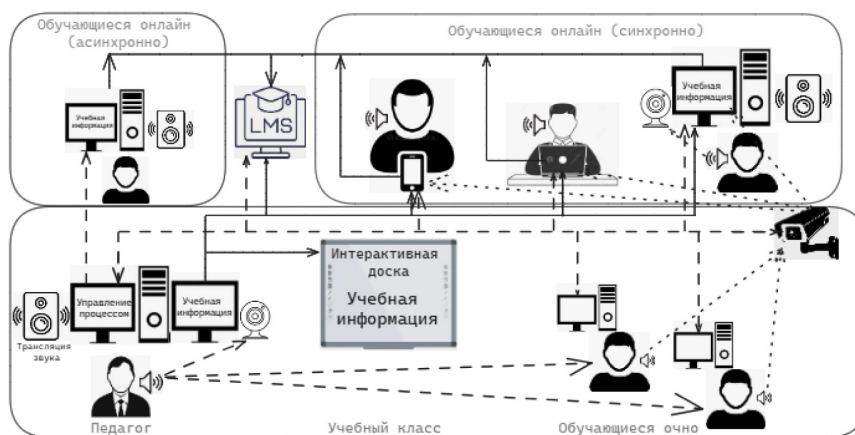 Обучающиеся онлайн
(асинхронно)
Обучающиеся онлайн (синхронно)
Учебная
информация
LMS
Учебная
информация
Интерактивная
доска
Учебная
информация
Управление
процессом
Учебная
информация
Трансляция
звука
Педагог
Учебный класс
Обучающиеся очно